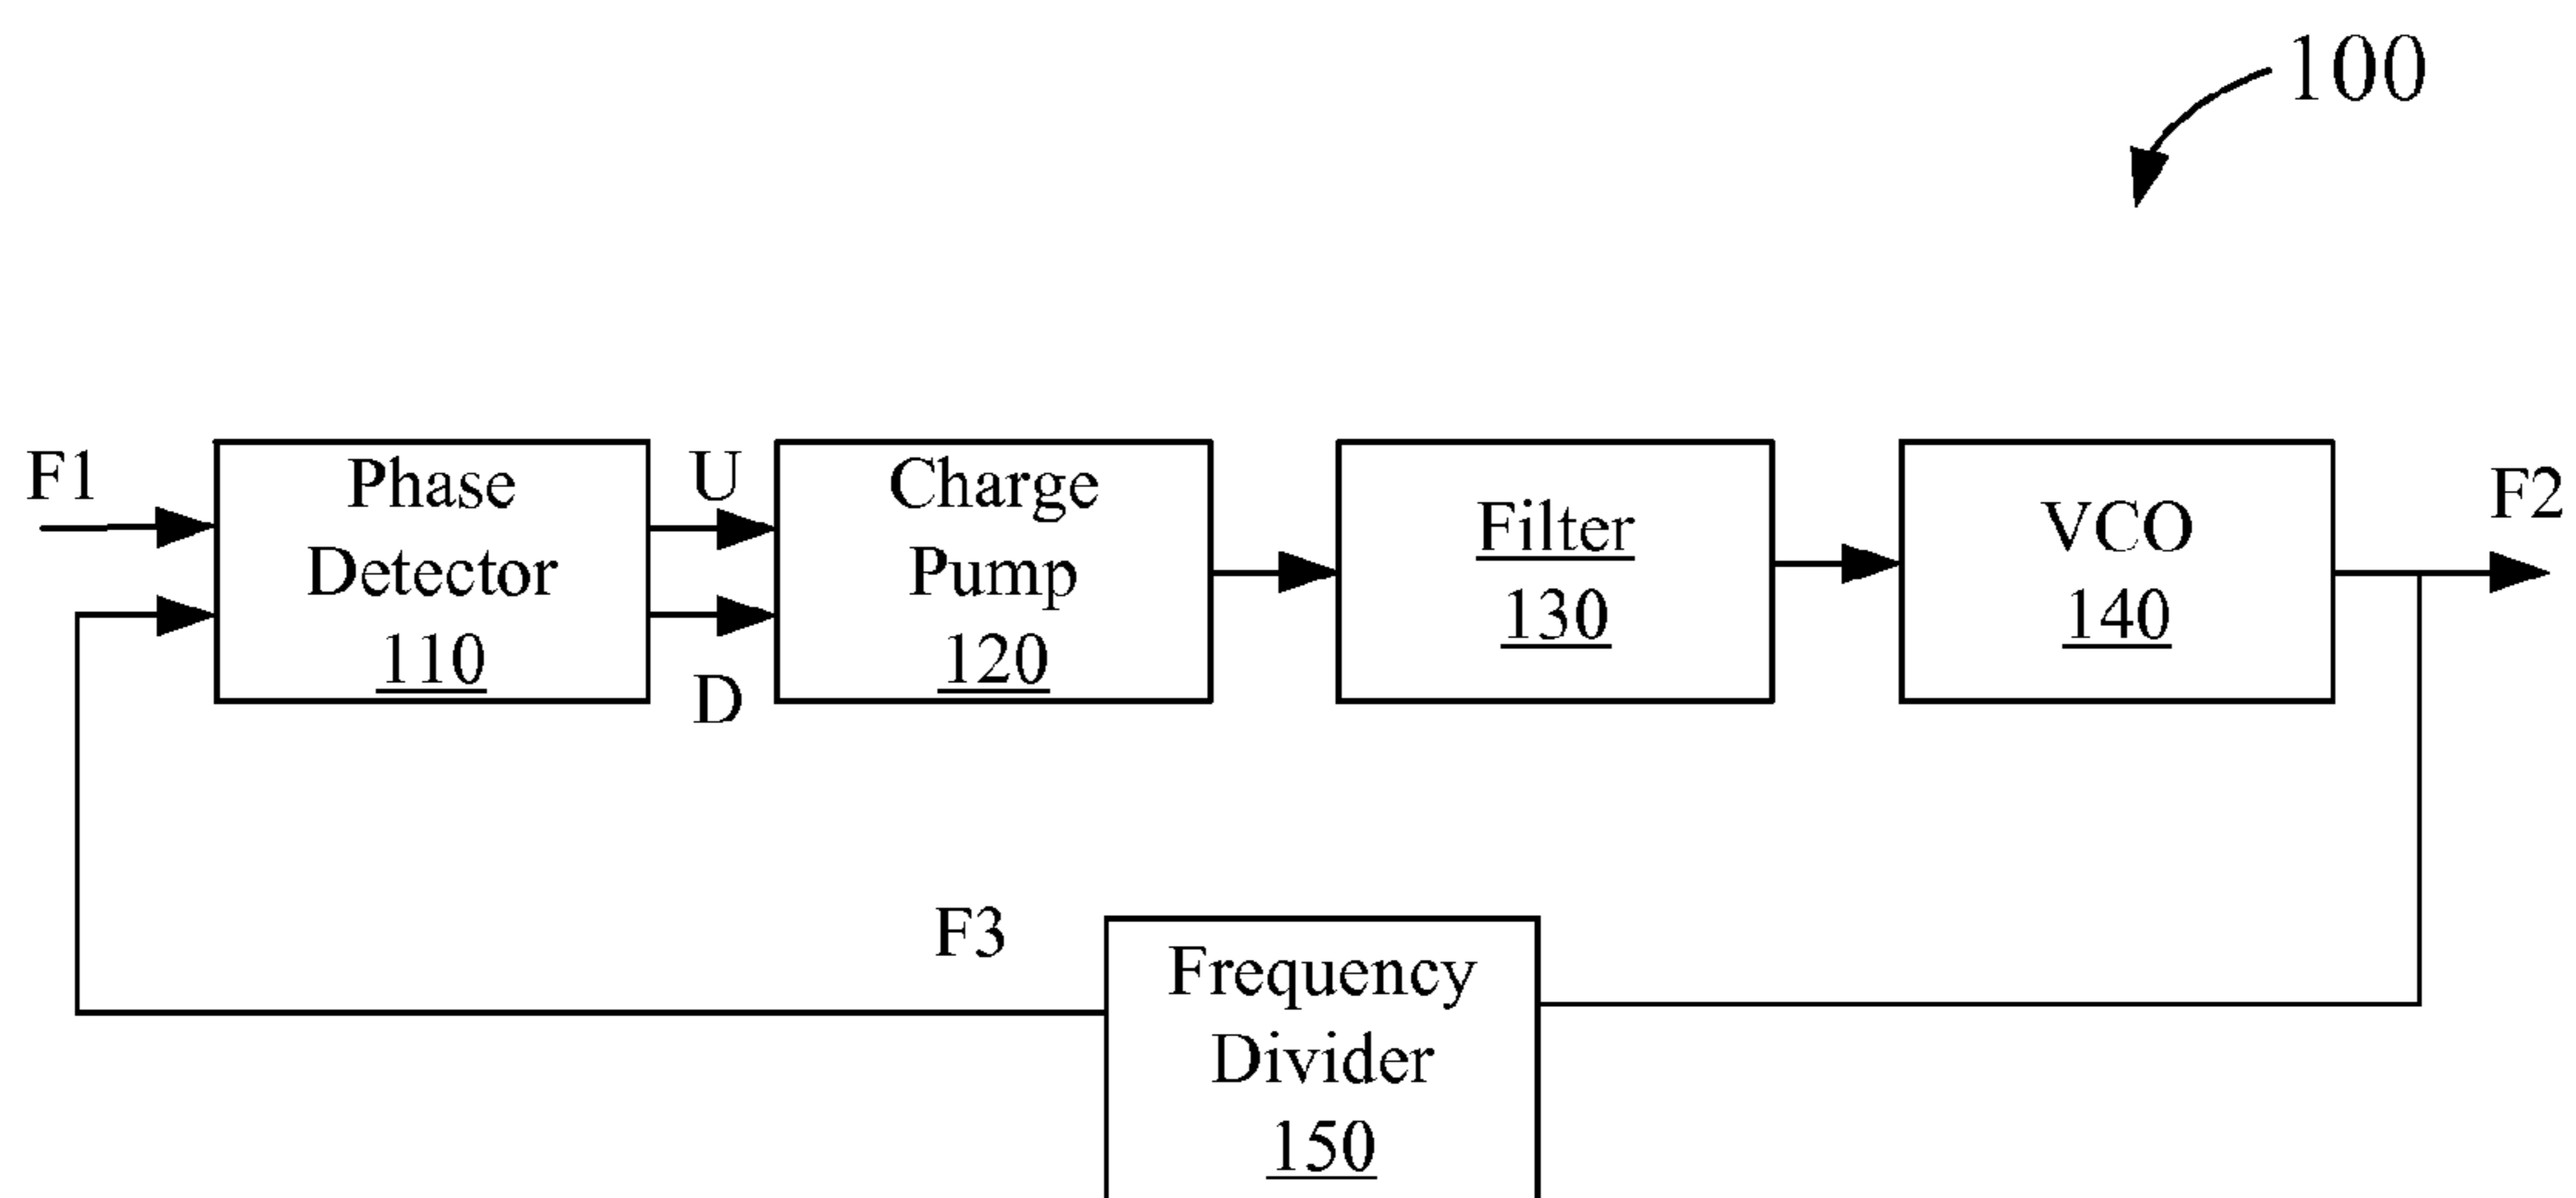 100
F1
Phase
Detector
110
U
D
Charge
Pump
120
Filter
130
VCO
140
F2
F3
Frequency
Divider
150